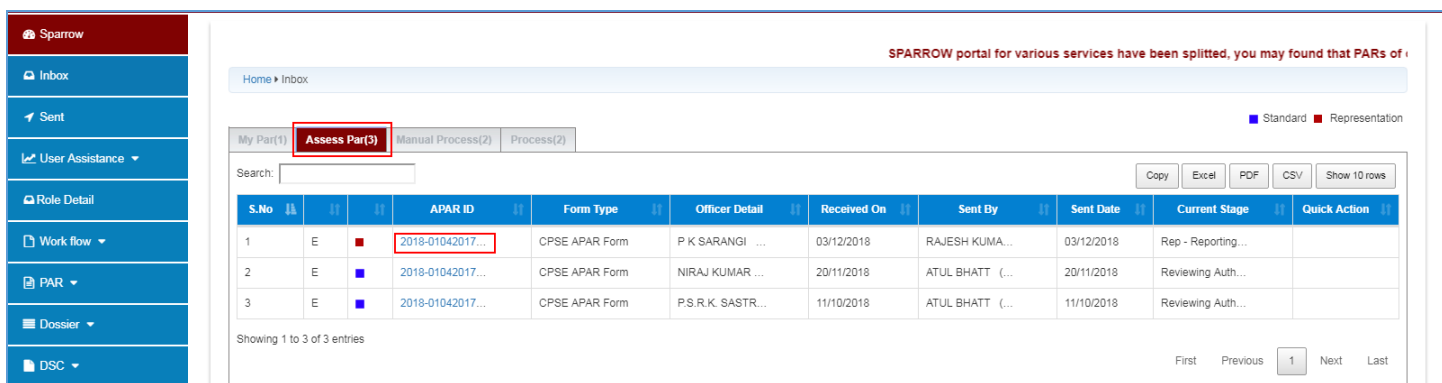 Sparrow
SPARROW portal for various services have been splitted, you may found that PARs of
Inbox
Home Inbox
Sent
Standard Representation
My Par(1) Assess Par(3) Manual Process(2) Process(2)
User Assistance
Search: Copy Excel PDF CSV Show 10 rows
Role Detail
S.No APAR ID Form Type Officer Detail Received On Sent By Sent Date Current Stage Quick Action
Work flow
1 E 2018-01042017... CPSE APAR Form P K SARANGI ... 03/12/2018 RAJESH KUMA... 03/12/2018 Rep - Reporting...
2 E 2018-01042017... CPSE APAR Form NIRAJ KUMAR ... 20/11/2018 ATUL BHATT (... 20/11/2018 Reviewing Auth...
PAR
3 E 2018-01042017... CPSE APAR Form P.S.R.K. SASTR... 11/10/2018 ATUL BHATT (... 11/10/2018 Reviewing Auth...
Dossier
Showing 1 to 3 of 3 entries
DSC
First Previous 1 Next Last